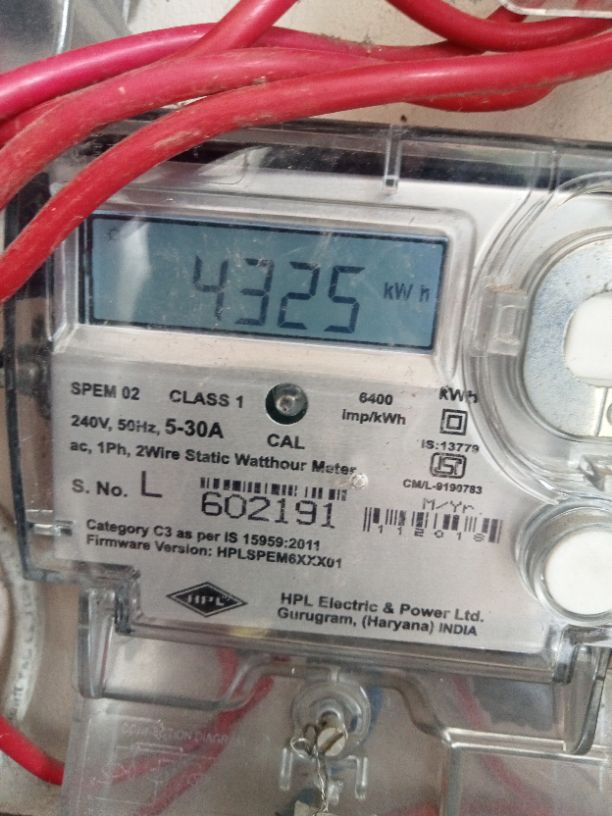 4325 kWh
SPEM 02 CLASS 1 6400 imp/kWh kWh
240V, 50Hz, 5-30A CAL IS:13779
ac, 1Ph, 2Wire Static Watthour Meter CM/L-9190783
S. No. L 602191 M/Yr.
Category C3 as per IS 15959:2011
Firmware Version: HPLSPEM6XXX01
HPL HPL Electric & Power Ltd.
Gurugram, (Haryana) INDIA